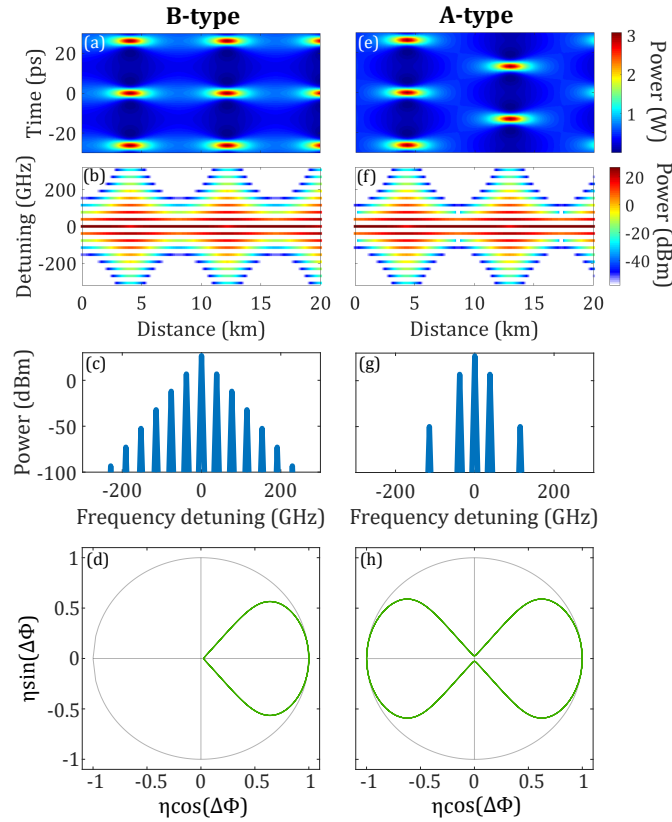 B-type A-type
(a) (e)
20
0
-20
Time (ps)
3
2
1
Power (W)
(b) (f)
200
0
-100
Detuning (GHz)
20
0
-20
-40
Power (dBm)
0 5 10 15 20 0 5 10 15 20
Distance (km) Distance (km)
(c) (g)
0
-50
-100
Power (dBm)
-200 0 200 -200 0 200
Frequency detuning (GHz) Frequency detuning (GHz)
(d) (h)
1
0.5
0
-0.5
-1
ηsin(ΔΦ)
-1 -0.5 0 0.5 1 -1 -0.5 0 0.5 1
ηcos(ΔΦ) ηcos(ΔΦ)